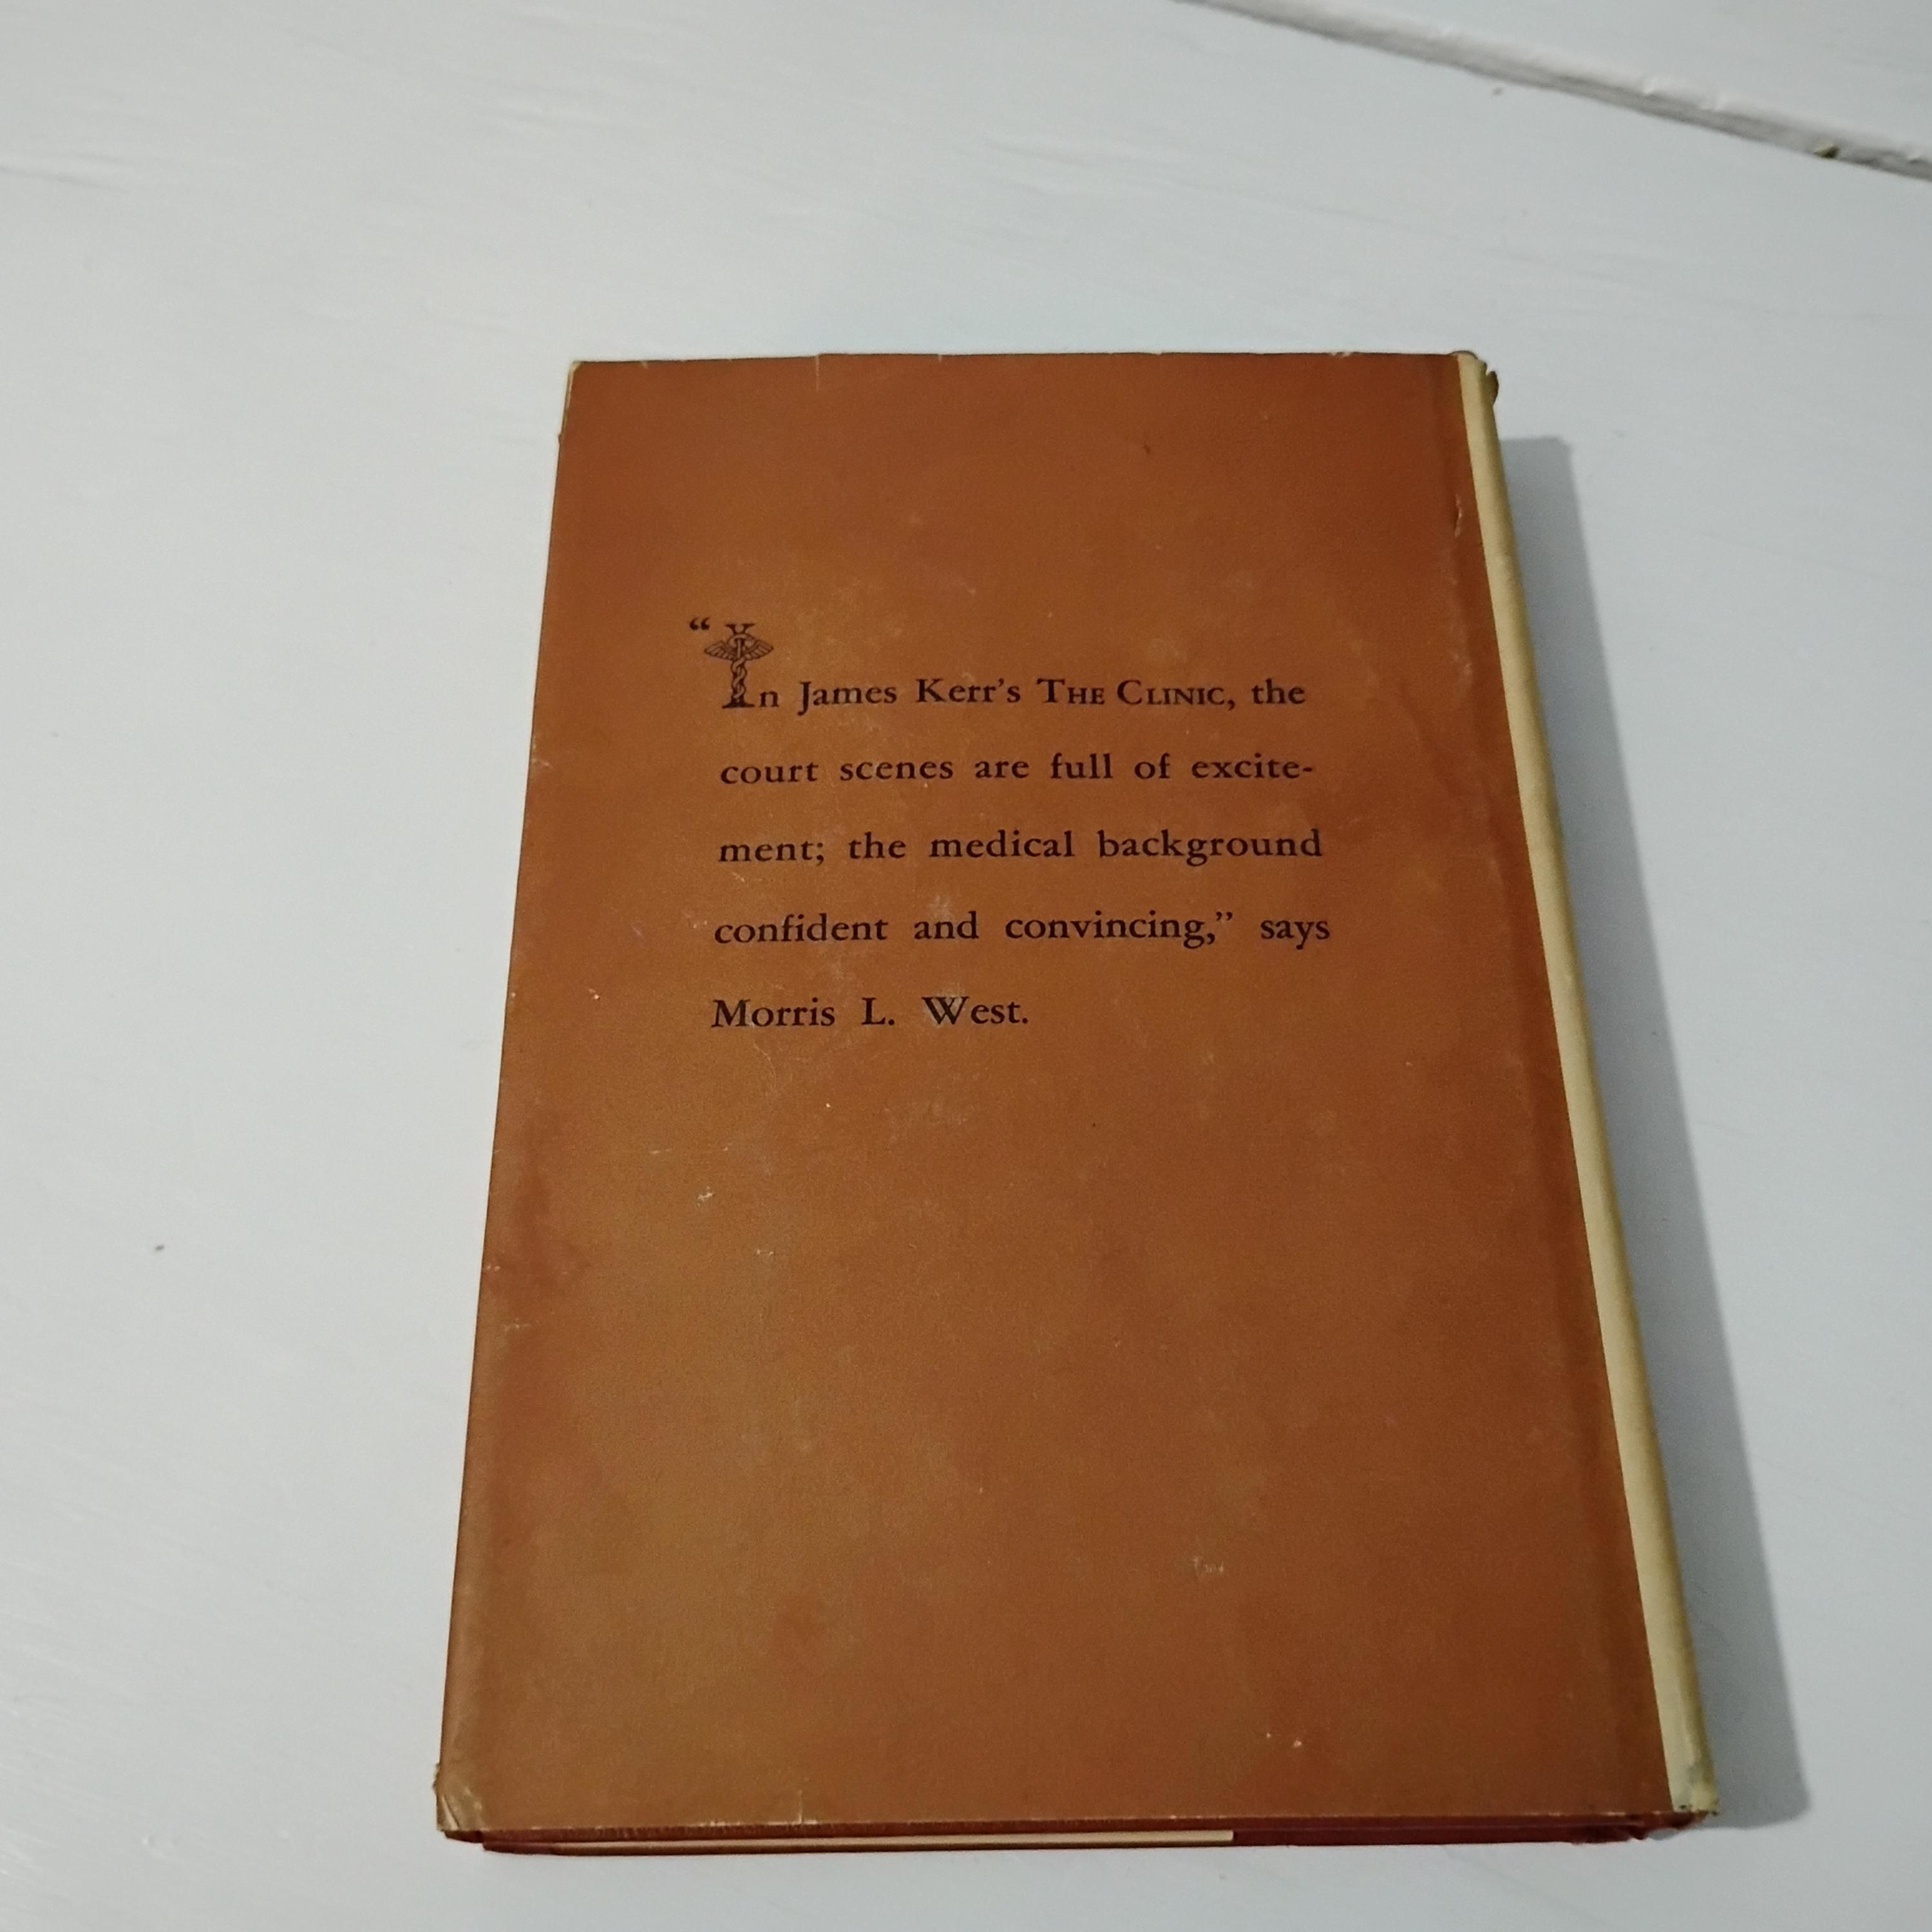 “In James Kerr’s THE CLINIC, the
court scenes are full of excite-
ment; the medical background
confident and convincing,” says
Morris L. West.